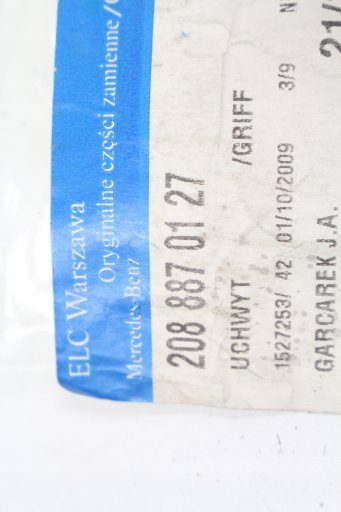 ELC Warszawa
Oryginalne części zamienne/
Mercedes-Benz
208 887 01 27
UCHWYT /GRIFF
1527253/ 42 01/10/2009 3/9 N
GARCAREK J.A. 21/